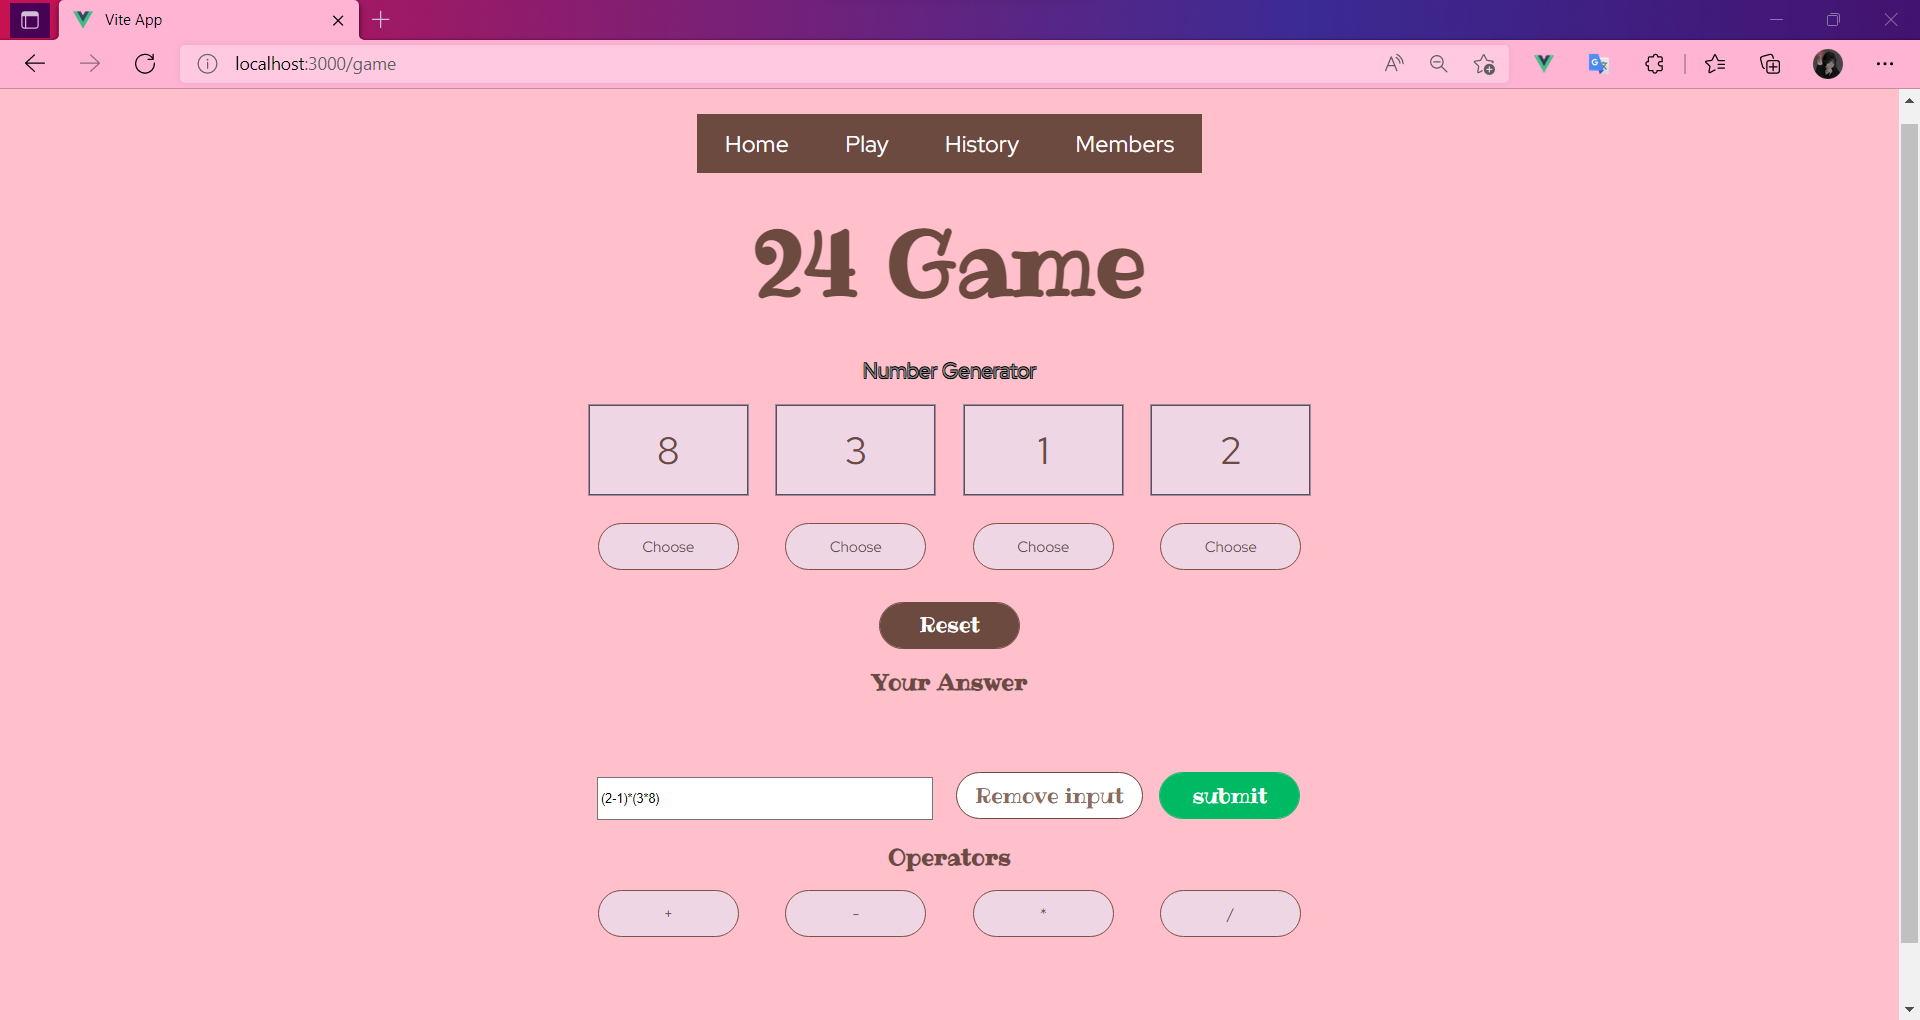 Vite App
localhost:3000/game
Home Play History Members
24 Game
Number Generator
8 3 1 2
Choose Choose Choose Choose
Reset
Your Answer
(2-1)*(3*8) Remove input submit
Operators
+ - * /